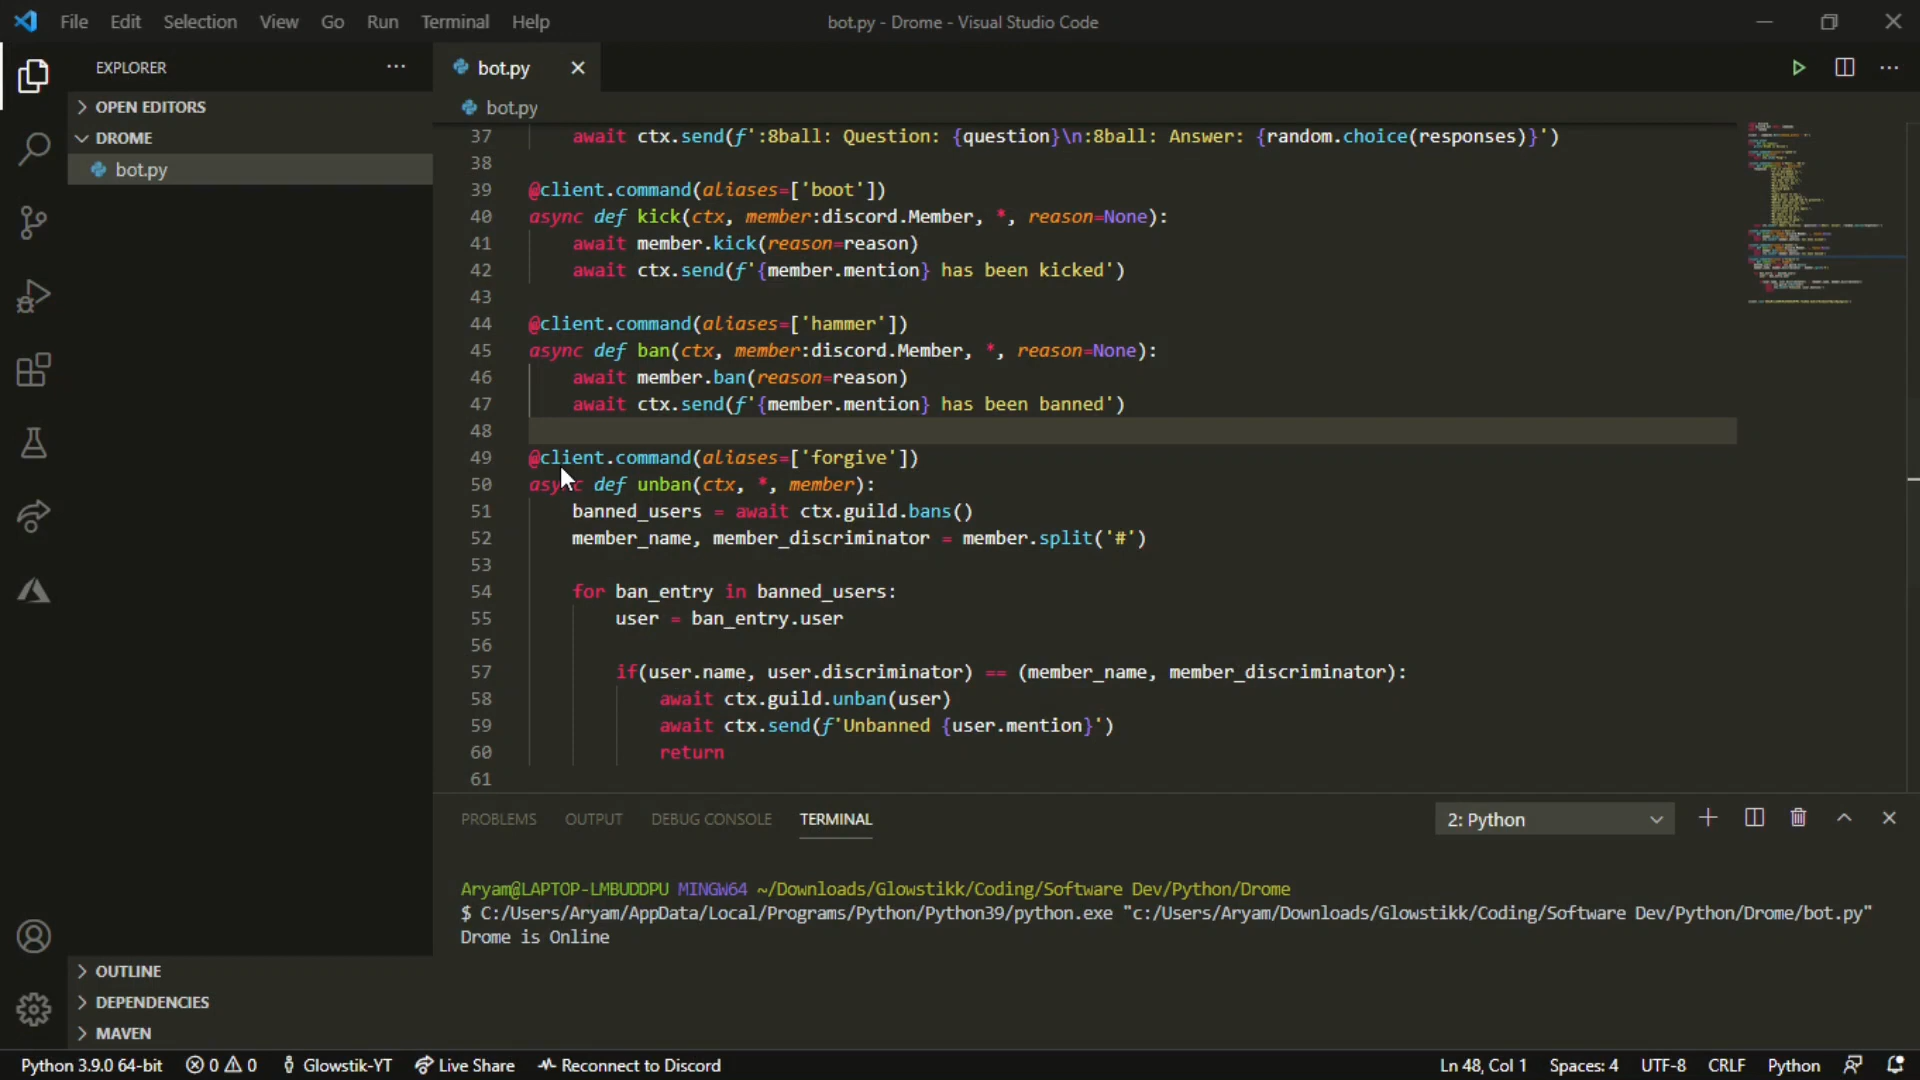 File Edit Selection View Go Run Terminal Help
bot.py - Drome - Visual Studio Code
EXPLORER
OPEN EDITORS
DROME
bot.py
bot.py
bot.py
37 await ctx.send(f':8ball: Question: {question}\n:8ball: Answer: {random.choice(responses)}')
38
39 @client.command(aliases=['boot'])
40 async def kick(ctx, member:discord.Member, *, reason=None):
41 await member.kick(reason=reason)
42 await ctx.send(f'{member.mention} has been kicked')
43
44 @client.command(aliases=['hammer'])
45 async def ban(ctx, member:discord.Member, *, reason=None):
46 await member.ban(reason=reason)
47 await ctx.send(f'{member.mention} has been banned')
48
49 @client.command(aliases=['forgive'])
50 async def unban(ctx, *, member):
51 banned_users = await ctx.guild.bans()
52 member_name, member_discriminator = member.split('#')
53
54 for ban_entry in banned_users:
55 user = ban_entry.user
56
57 if(user.name, user.discriminator) == (member_name, member_discriminator):
58 await ctx.guild.unban(user)
59 await ctx.send(f'Unbanned {user.mention}')
60 return
61
PROBLEMS OUTPUT DEBUG CONSOLE TERMINAL
2: Python
Aryam@LAPTOP-LMBUDDPU MINGW64 ~/Downloads/Glowstikk/Coding/Software Dev/Python/Drome
$ C:/Users/Aryam/AppData/Local/Programs/Python/Python39/python.exe "c:/Users/Aryam/Downloads/Glowstikk/Coding/Software Dev/Python/Drome/bot.py"
Drome is Online
OUTLINE
DEPENDENCIES
MAVEN
Python 3.9.0 64-bit 0 0 Glowstik-YT Live Share Reconnect to Discord
Ln 48, Col 1 Spaces: 4 UTF-8 CRLF Python